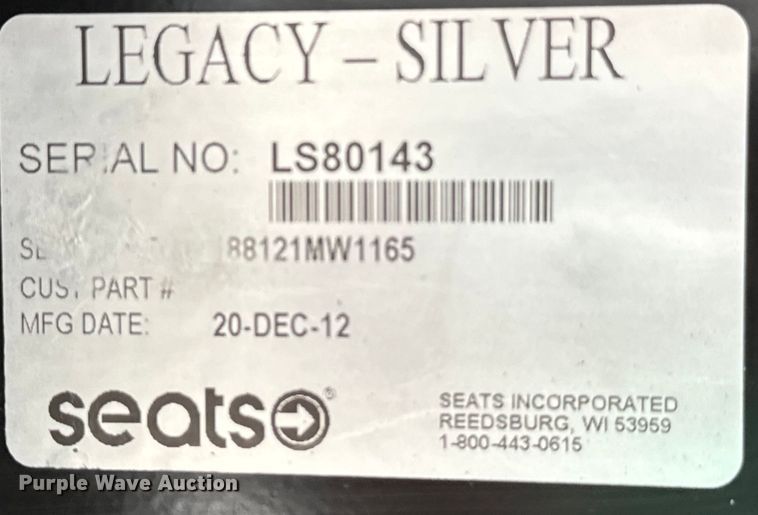 LEGACY – SILVER
SERIAL NO: LS80143
88121MW1165
CUST PART #
MFG DATE: 20-DEC-12
seats ®
SEATS INCORPORATED
REEDSBURG, WI 53959
1-800-443-0615
Purple Wave Auction